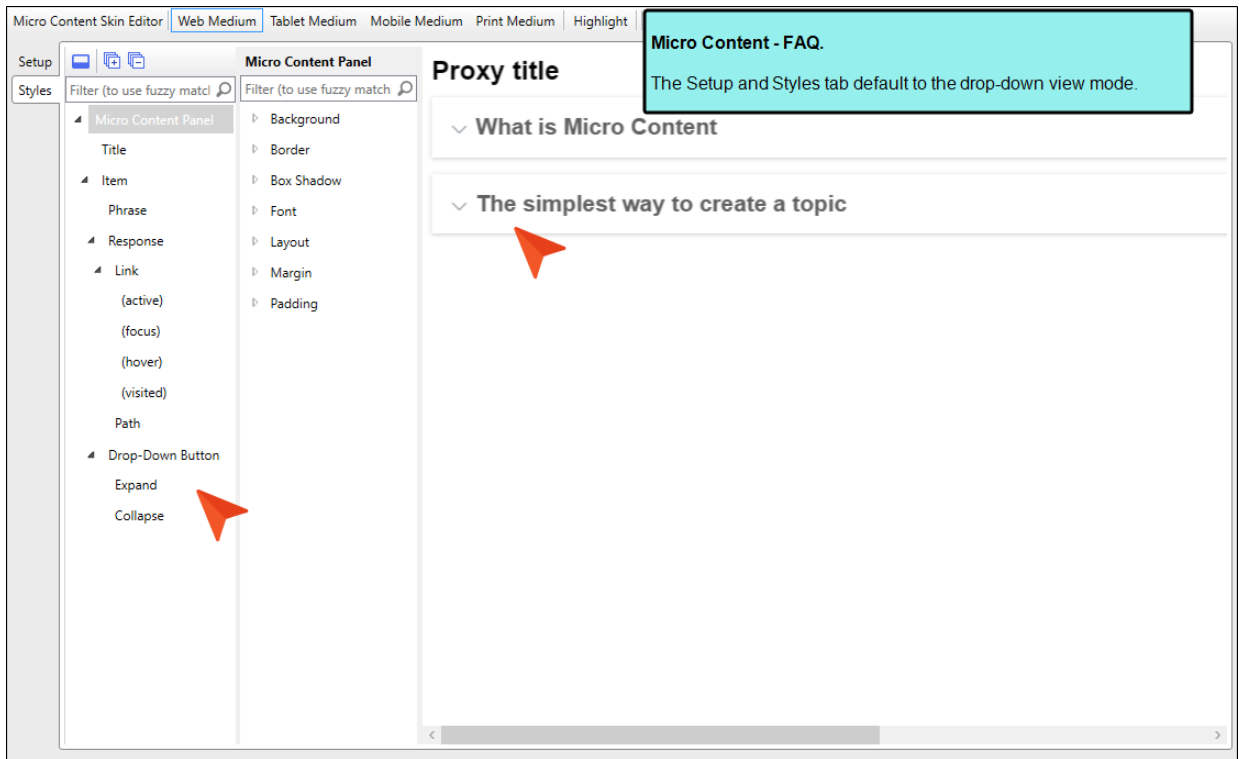 Micro Content Skin Editor Web Medium Tablet Medium Mobile Medium Print Medium Highlight
Micro Content - FAQ.
The Setup and Styles tab default to the drop-down view mode.
Setup
Styles
Filter (to use fuzzy matcl
Micro Content Panel
Title
Item
Phrase
Response
Link
(active)
(focus)
(hover)
(visited)
Path
Drop-Down Button
Expand
Collapse
Micro Content Panel
Filter (to use fuzzy match
Background
Border
Box Shadow
Font
Layout
Margin
Padding
Proxy title
What is Micro Content
The simplest way to create a topic